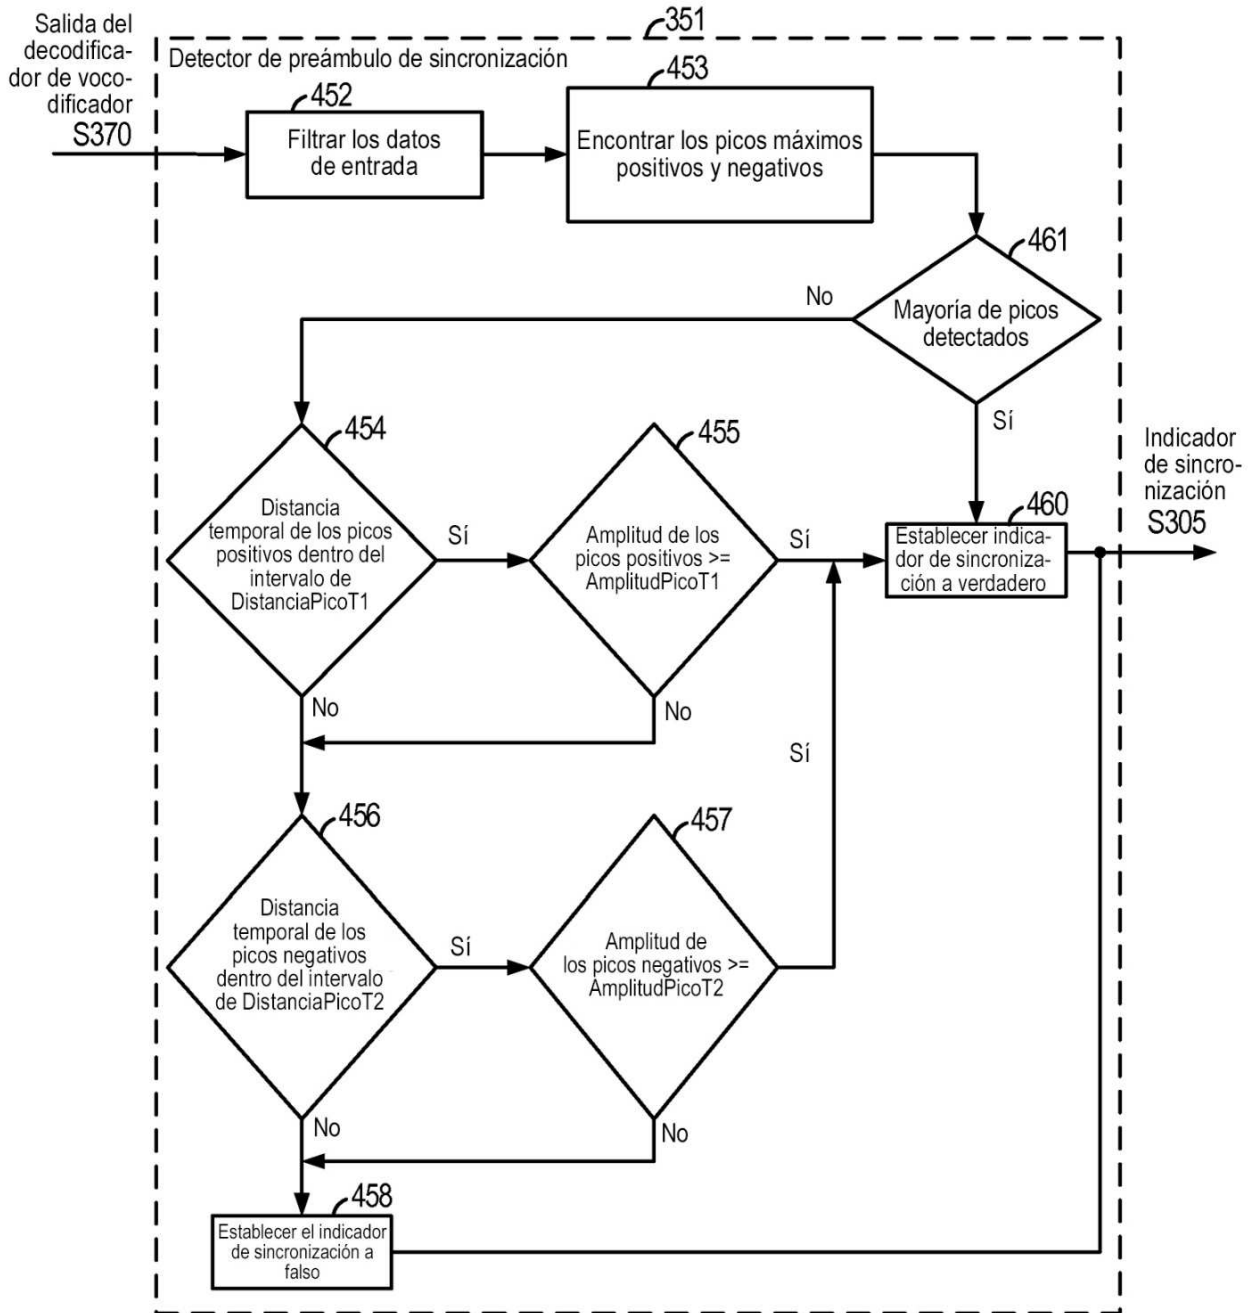 Salida del
decodifica-
dor de voco-
dificador
S370
351
Detector de preámbulo de sincronización
452
Filtrar los datos
de entrada
453
Encontrar los picos máximos
positivos y negativos
461
Mayoría de picos
detectados
No
Sí
454
Distancia
temporal de los picos
positivos dentro del
intervalo de
DistanciaPicoT1
Sí
No
455
Amplitud de los
picos positivos >=
AmplitudPicoT1
Sí
No
460
Establecer indica-
dor de sincroniza-
ción a verdadero
Indicador
de sincro-
nización
S305
456
Distancia
temporal de los
picos negativos
dentro del intervalo
de DistanciaPicoT2
Sí
No
457
Amplitud de
los picos negativos >=
AmplitudPicoT2
Sí
No
458
Establecer el indicador
de sincronización a
falso